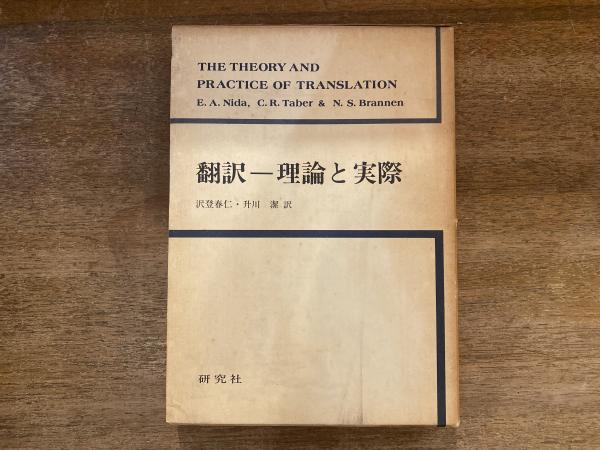 THE THEORY AND
PRACTICE OF TRANSLATION
E. A. Nida, C. R. Taber & N. S. Brannen
翻訳―理論と実際
沢登春仁・升川 潔 訳
研究社